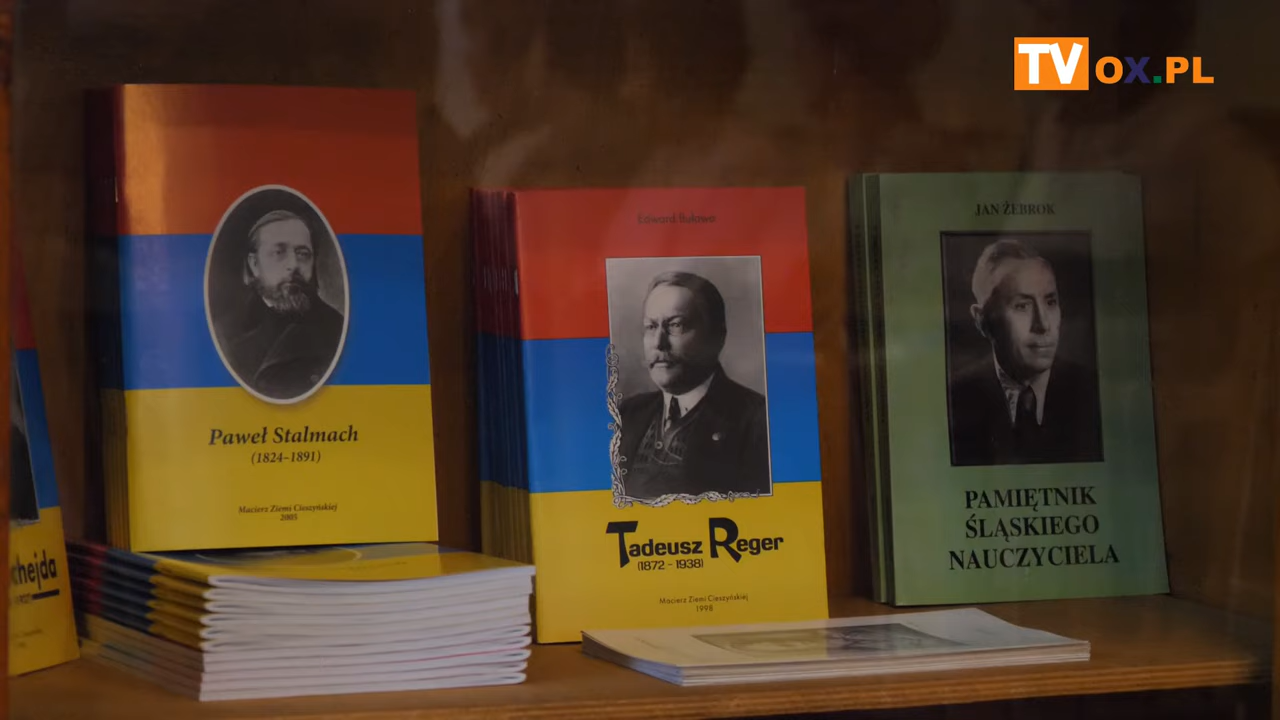 TVOX.PL
Paweł Stalmach
(1824–1891)
Macierz Ziemi Cieszyńskiej
2005
Edward Buława
Tadeusz Reger
(1872 - 1938)
Macierz Ziemi Cieszyńskiej
1998
JAN ŻEBROK
PAMIĘTNIK
ŚLĄSKIEGO
NAUCZYCIELA
hejda